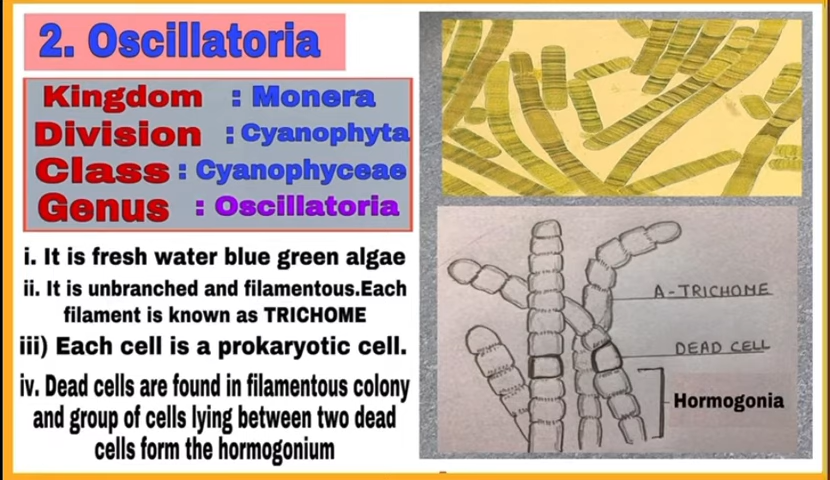 2. Oscillatoria
Kingdom : Monera
Division : Cyanophyta
Class : Cyanophyceae
Genus : Oscillatoria
i. It is fresh water blue green algae
ii. It is unbranched and filamentous.Each
filament is known as TRICHOME
iii) Each cell is a prokaryotic cell.
iv. Dead cells are found in filamentous colony
and group of cells lying between two dead
cells form the hormogonium
A-TRICHOME
DEAD CELL
Hormogonia